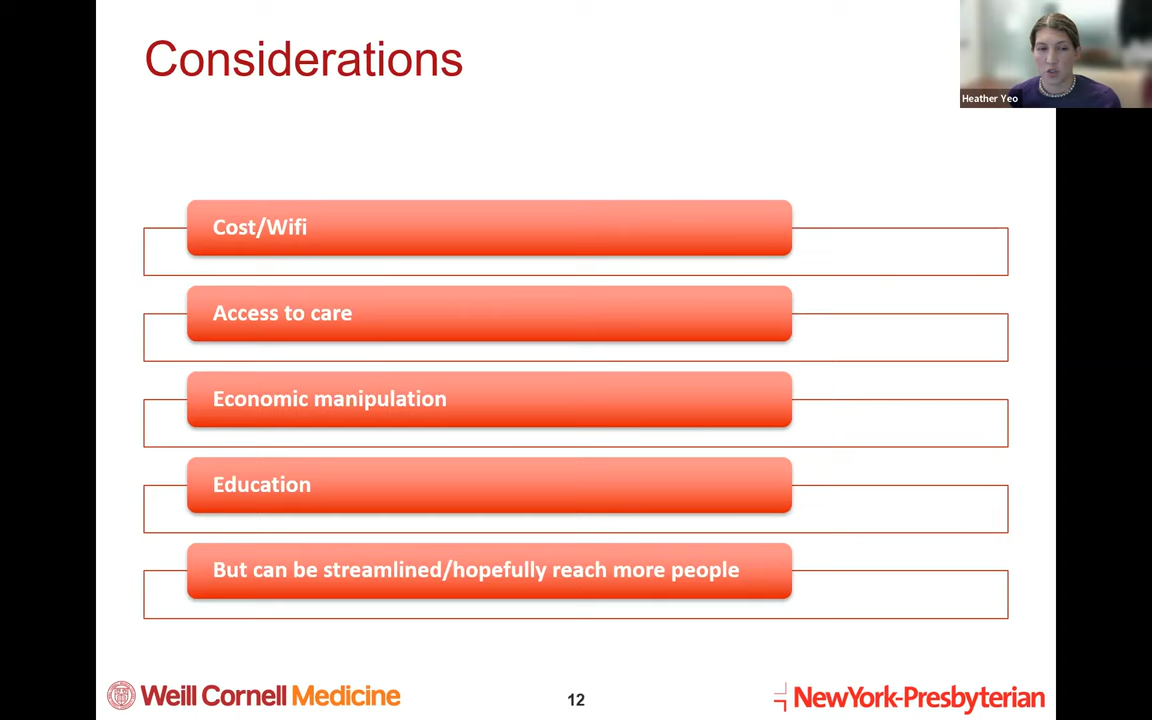 Considerations
Heather Yeo
Cost/Wifi
Access to care
Economic manipulation
Education
But can be streamlined/hopefully reach more people
Weill Cornell Medicine
12
NewYork-Presbyterian